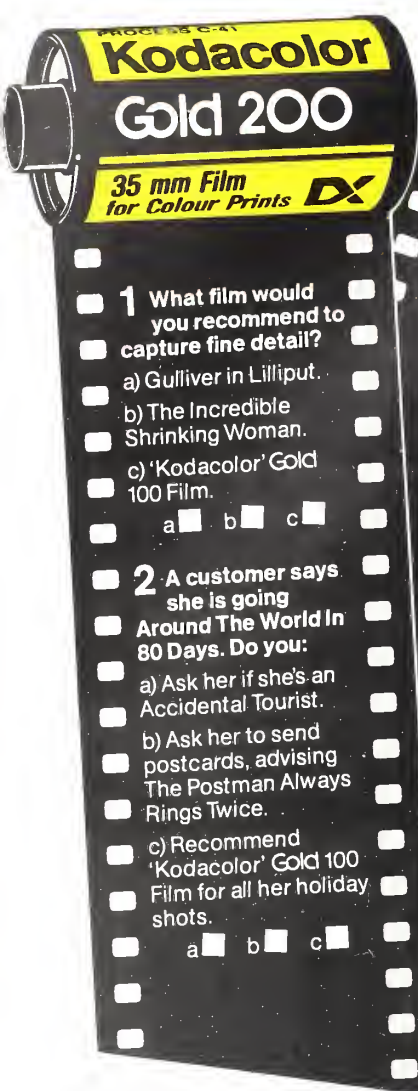 PROCESS C-41
Kodacolor
Gold 200
35 mm Film
for Colour Prints DX
1 What film would
you recommend to
capture fine detail?
a) Gulliver in Lilliput.
b) The Incredible
Shrinking Woman.
c) 'Kodacolor' Gold
100 Film.
a b c
2 A customer says
she is going
Around The World In
80 Days. Do you:
a) Ask her if she's an
Accidental Tourist.
b) Ask her to send
postcards, advising
The Postman Always
Rings Twice.
c) Recommend
'Kodacolor' Gold 100
Film for all her holiday
shots.
a b c